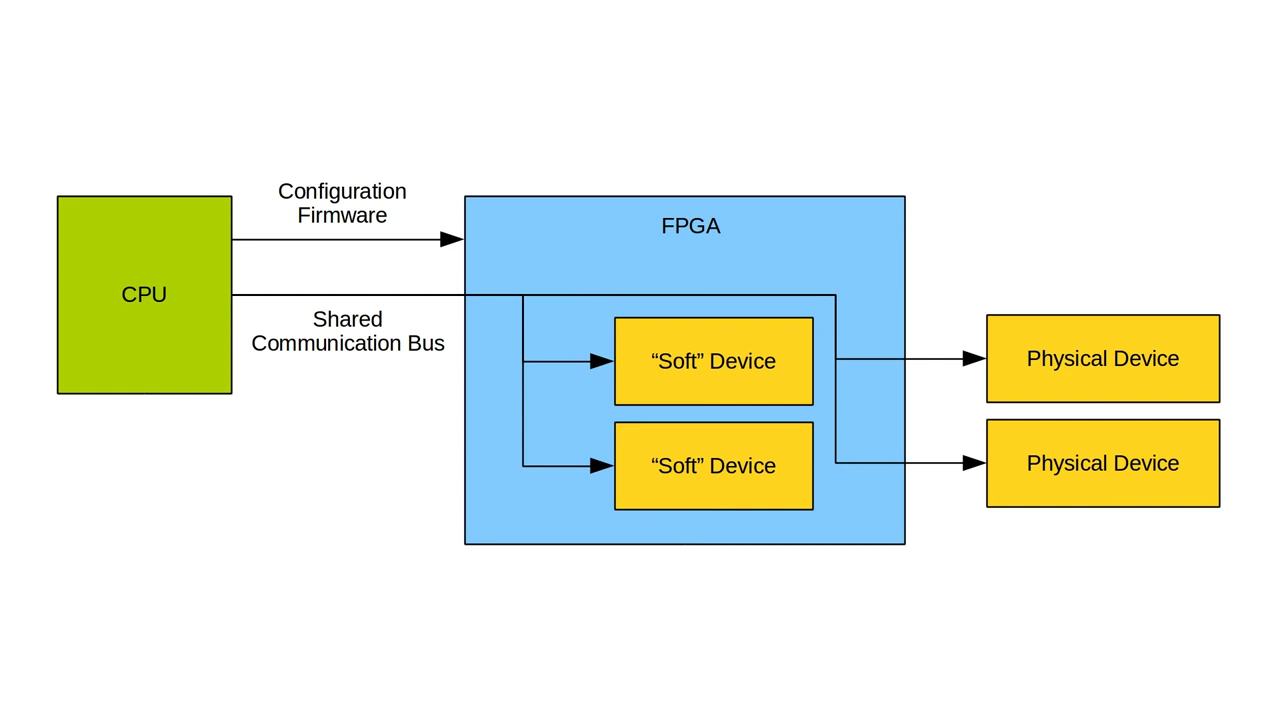 Configuration
Firmware
FPGA
CPU
Shared
Communication Bus
“Soft” Device
Physical Device
“Soft” Device
Physical Device